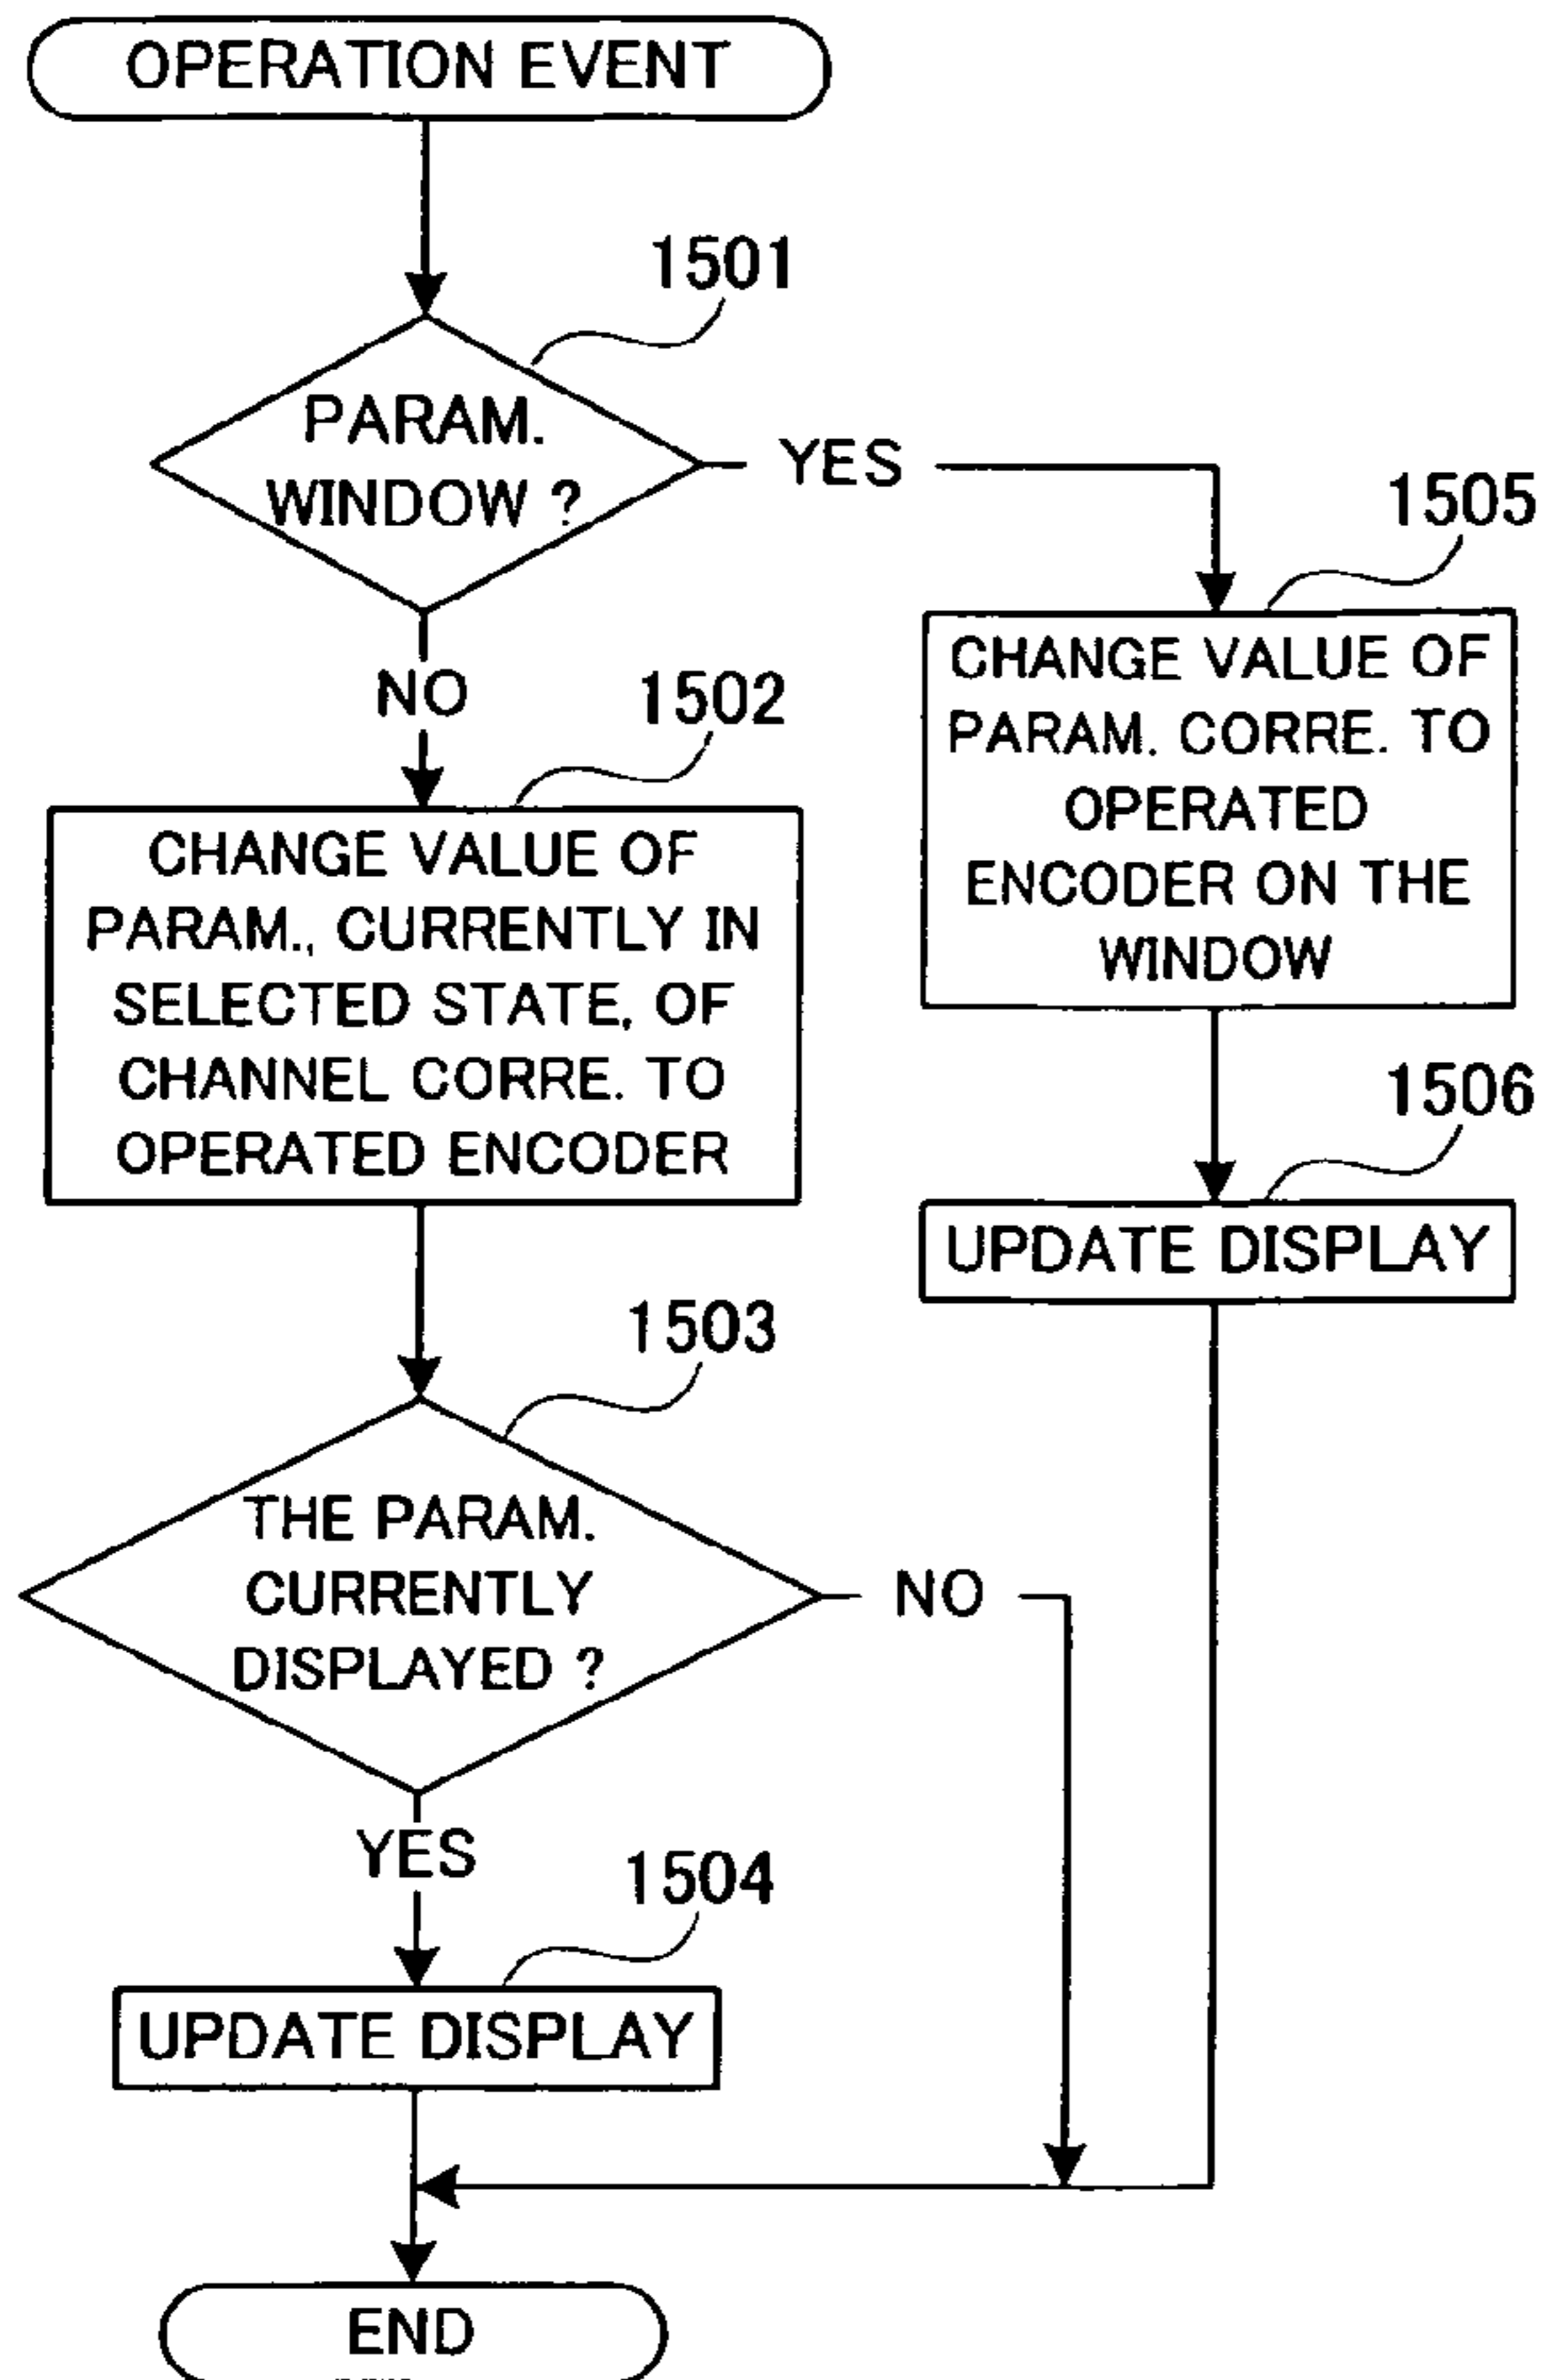 OPERATION EVENT
1501
PARAM.
WINDOW ?
YES
NO
1502
CHANGE VALUE OF
PARAM., CURRENTLY IN
SELECTED STATE, OF
CHANNEL CORRE. TO
OPERATED ENCODER
1503
THE PARAM.
CURRENTLY
DISPLAYED ?
NO
YES
1504
UPDATE DISPLAY
1505
CHANGE VALUE OF
PARAM. CORRE. TO
OPERATED
ENCODER ON THE
WINDOW
1506
UPDATE DISPLAY
END